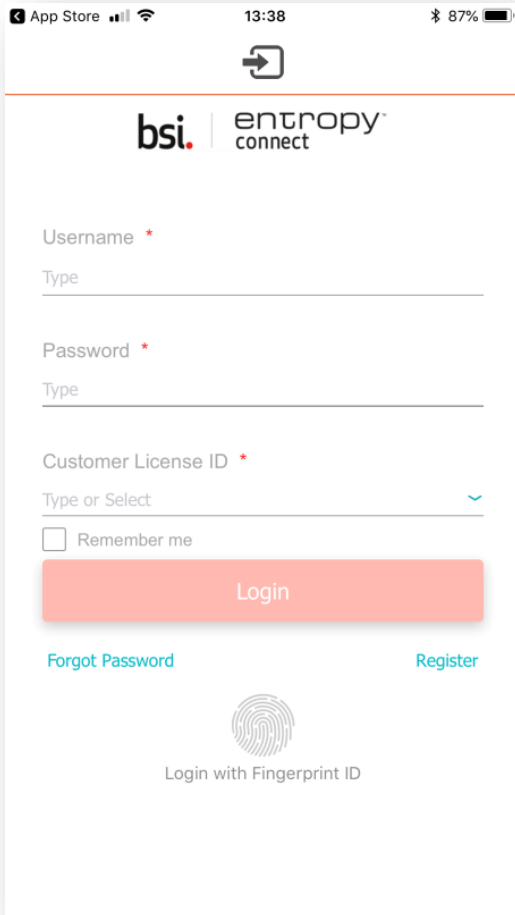 App Store 13:38 87%
bsi. entropy™
connect
Username *
Type
Password *
Type
Customer License ID *
Type or Select
Remember me
Login
Forgot Password Register
Login with Fingerprint ID